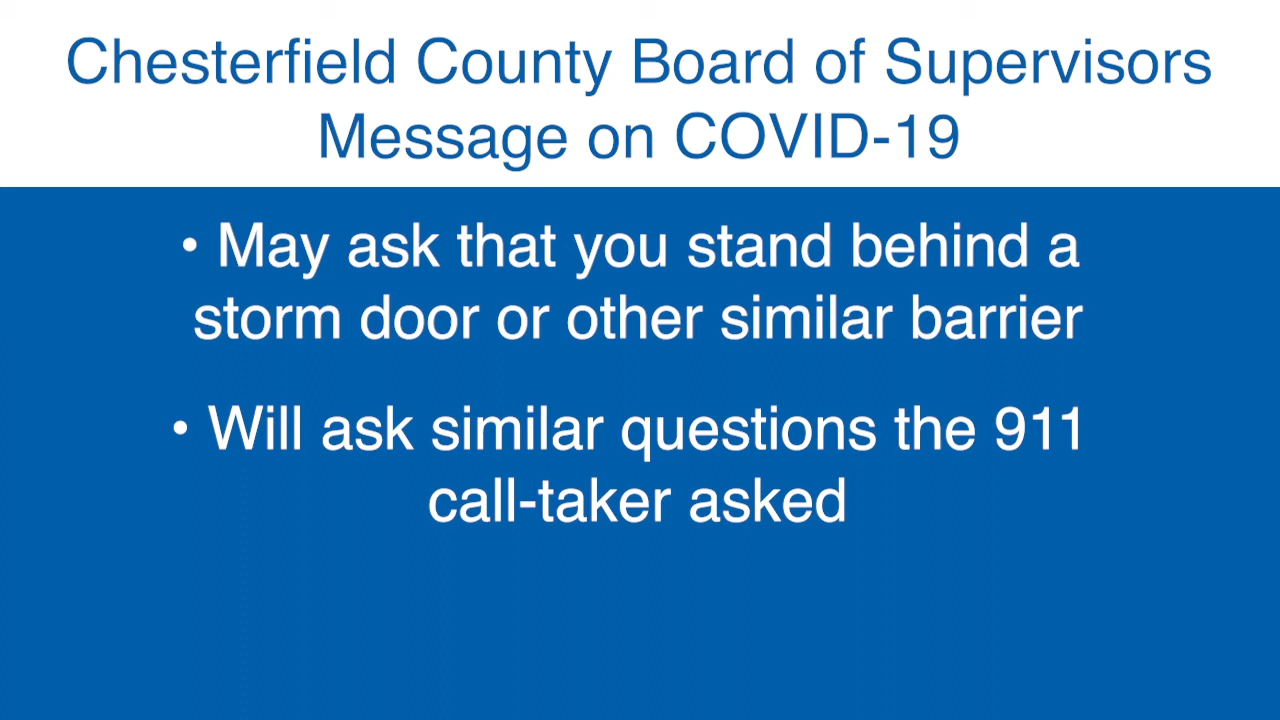 Chesterfield County Board of Supervisors
Message on COVID-19
• May ask that you stand behind a
storm door or other similar barrier
• Will ask similar questions the 911
call-taker asked